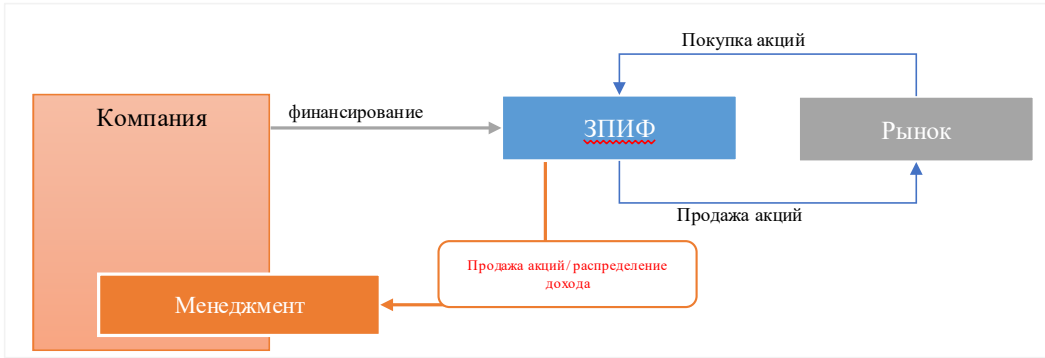 Покупка акций
Компания
финансирование
ЗПИФ
Рынок
Продажа акций
Продажа акций/ распределение
дохода
Менеджмент